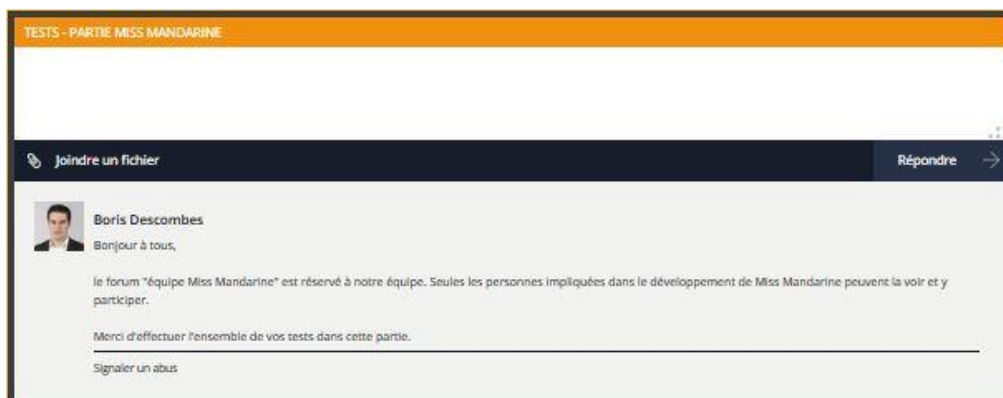 TESTS - PARTIE MISS MANDARINE
Joindre un fichier
Répondre
Boris Descombes
Bonjour à tous,
le forum "équipe Miss Mandarine" est réservé à notre équipe. Seules les personnes impliquées dans le développement de Miss Mandarine peuvent la voir et y
participer.
Merci d'effectuer l'ensemble de vos tests dans cette partie.
Signaler un abus